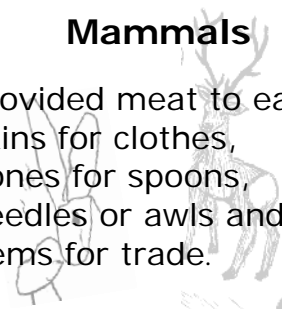 Mammals
ovided meat to ea
ins for clothes,
ones for spoons,
eedles or awls and
ems for trade.